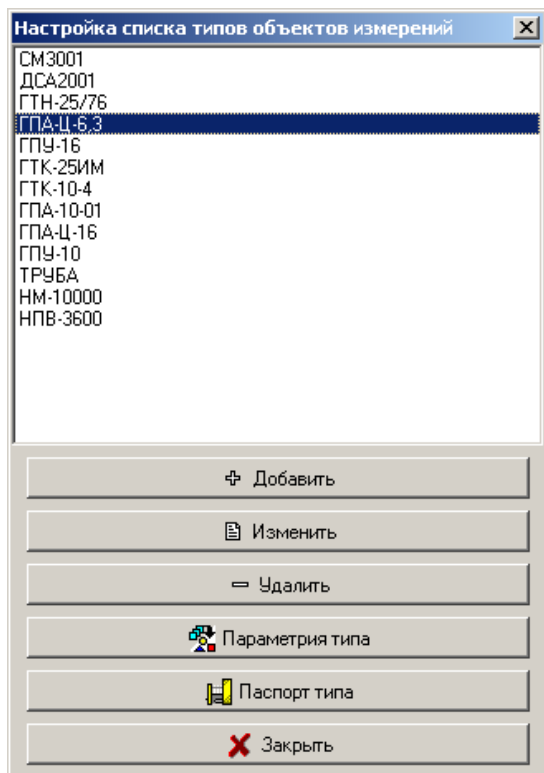 Настройка списка типов объектов измерений
СМ3001
ДСА2001
ГТН-25/76
ГПА-Ц-6,3
ГПУ-16
ГТК-25ИМ
ГТК-10-4
ГПА-10-01
ГПА-Ц-16
ГПУ-10
ТРУБА
НМ-10000
НПВ-3600
Добавить
Изменить
Удалить
Параметрия типа
Паспорт типа
Закрыть